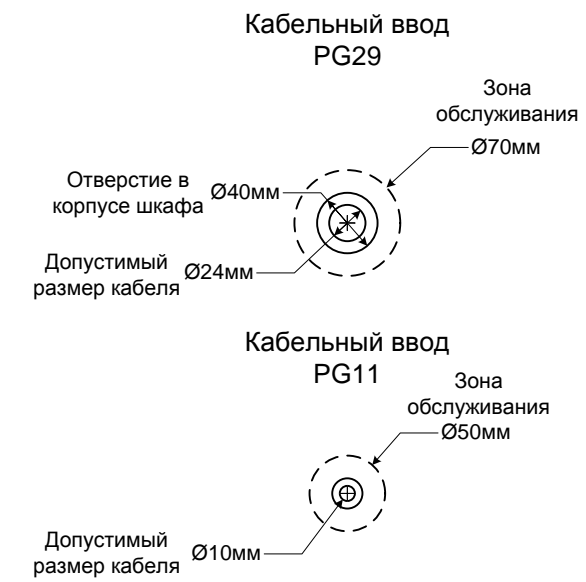 Кабельный ввод
PG29
Зона
обслуживания
Ø70мм
Отверстие в
корпусе шкафа
Ø40мм
Допустимый
размер кабеля
Ø24мм
Кабельный ввод
PG11
Зона
обслуживания
Ø50мм
Допустимый
размер кабеля
Ø10мм